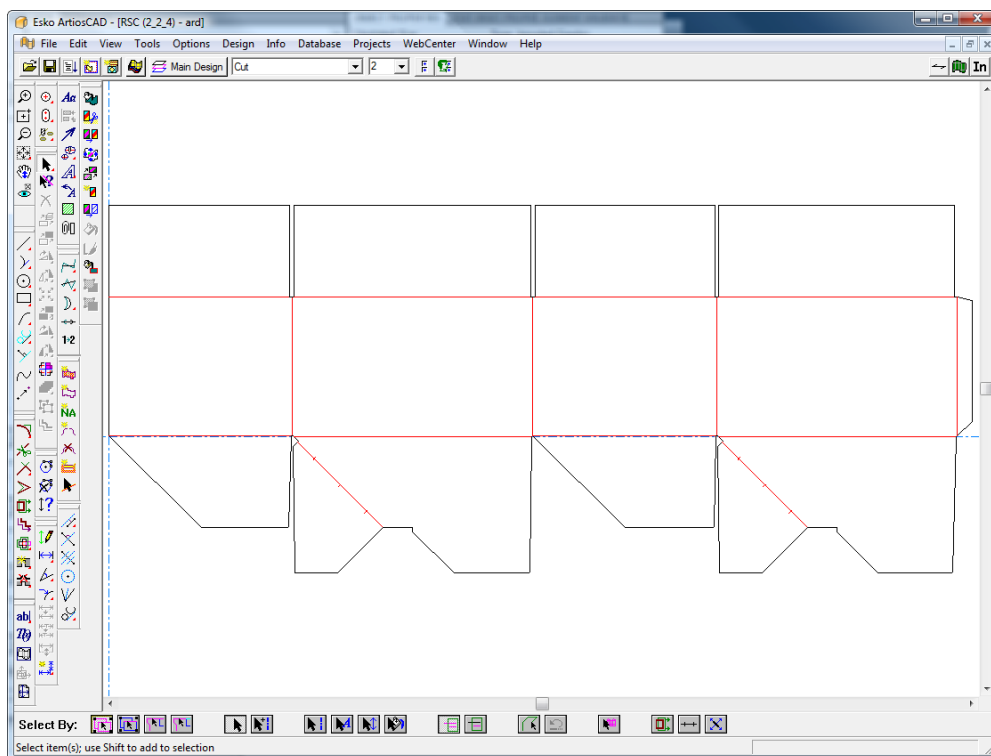 Esko ArtiosCAD - [RSC (2_2_4) - ard]
File Edit View Tools Options Design Info Database Projects WebCenter Window Help
Main Design Cut 2 In
Aa
A
A
1÷2
NA
?
ab|
Select By:
Select item(s); use Shift to add to selection